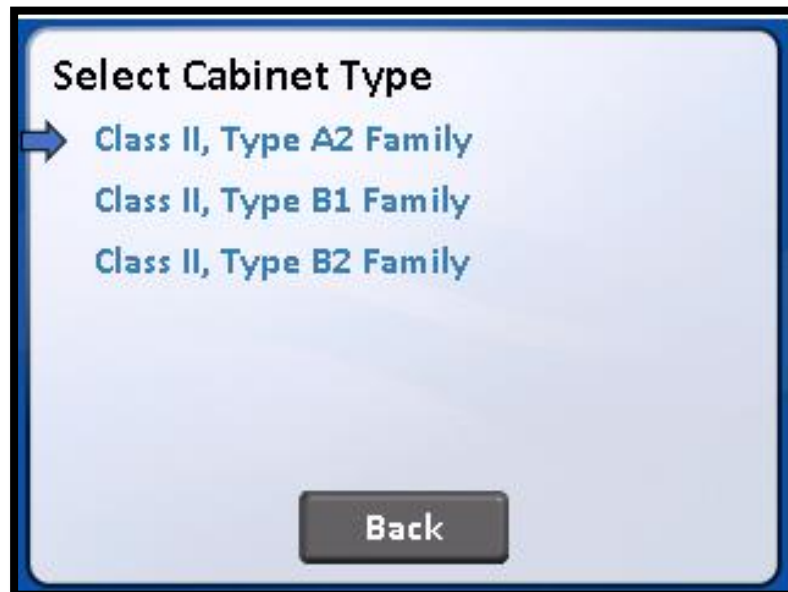 Select Cabinet Type
Class II, Type A2 Family
Class II, Type B1 Family
Class II, Type B2 Family
Back